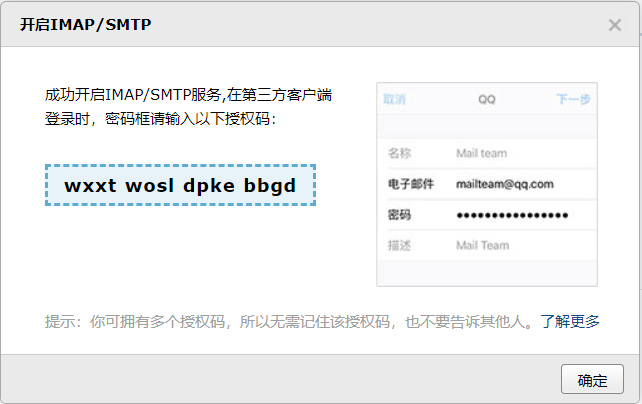 开启IMAP/SMTP
成功开启IMAP/SMTP服务,在第三方客户端
登录时，密码框请输入以下授权码：
wxxt wosl dpke bbgd
取消 QQ 下一步
名称 Mail team
电子邮件 mailteam@qq.com
密码 ●●●●●●●●●●●●●●●●
描述 Mail Team
提示：你可拥有多个授权码，所以无需记住该授权码，也不要告诉其他人。了解更多
确定